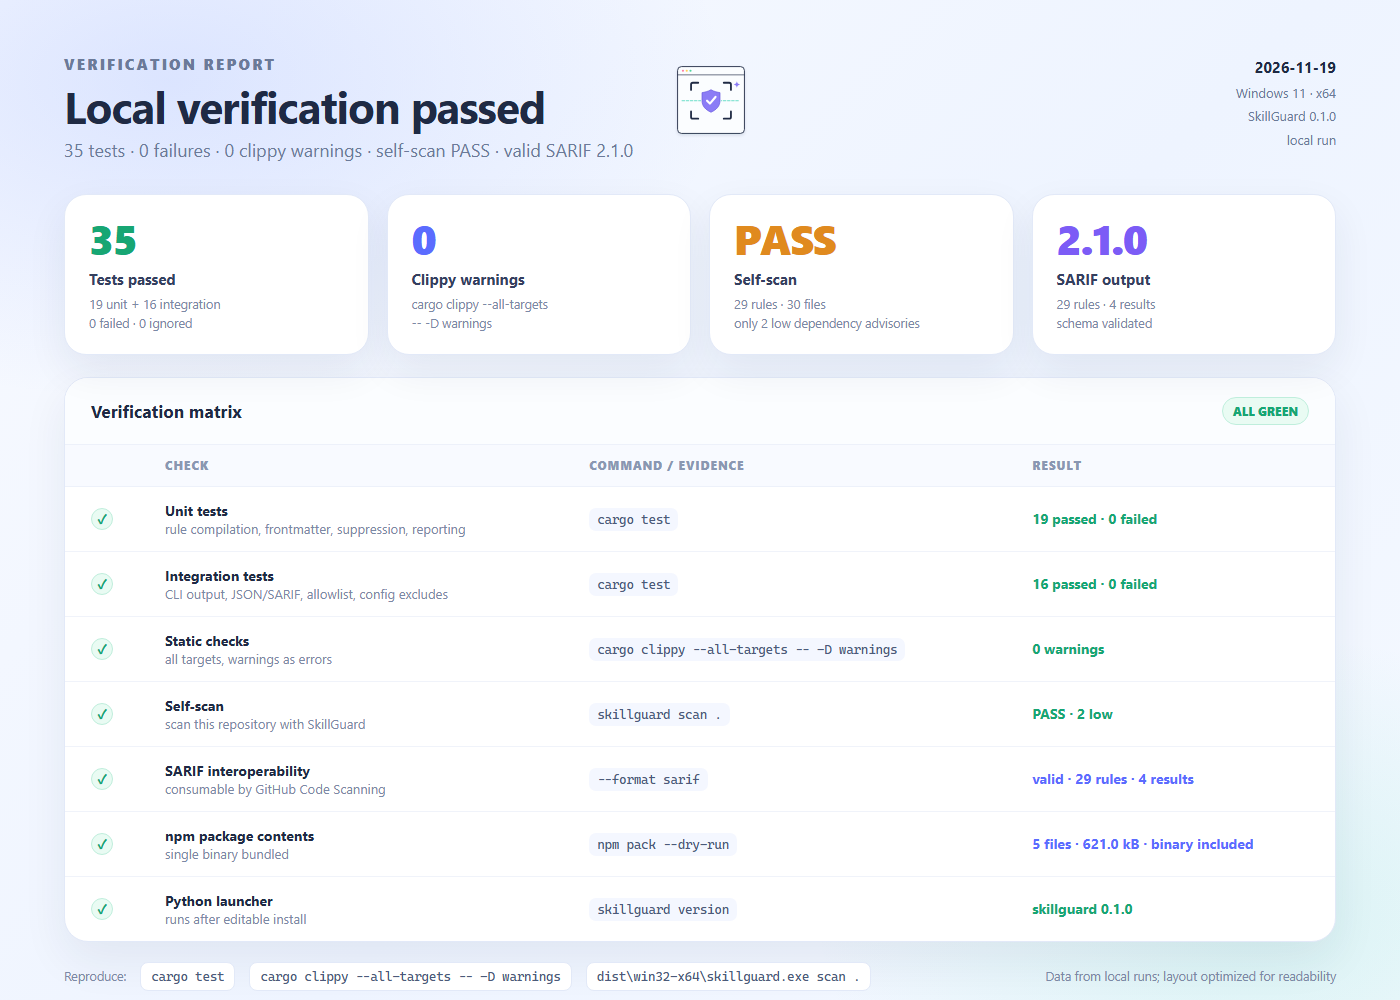 VERIFICATION REPORT
Local verification passed
35 tests · 0 failures · 0 clippy warnings · self-scan PASS · valid SARIF 2.1.0
2026-11-19
Windows 11 · x64
SkillGuard 0.1.0
local run
35
Tests passed
19 unit + 16 integration
0 failed · 0 ignored
0
Clippy warnings
cargo clippy --all-targets
-- -D warnings
PASS
Self-scan
29 rules · 30 files
only 2 low dependency advisories
2.1.0
SARIF output
29 rules · 4 results
schema validated
Verification matrix
ALL GREEN
CHECK COMMAND / EVIDENCE RESULT
Unit tests
rule compilation, frontmatter, suppression, reporting
cargo test
19 passed · 0 failed
Integration tests
CLI output, JSON/SARIF, allowlist, config excludes
cargo test
16 passed · 0 failed
Static checks
all targets, warnings as errors
cargo clippy --all-targets -- -D warnings
0 warnings
Self-scan
scan this repository with SkillGuard
skillguard scan .
PASS · 2 low
SARIF interoperability
consumable by GitHub Code Scanning
--format sarif
valid · 29 rules · 4 results
npm package contents
single binary bundled
npm pack --dry-run
5 files · 621.0 kB · binary included
Python launcher
runs after editable install
skillguard version
skillguard 0.1.0
Reproduce: cargo test cargo clippy --all-targets -- -D warnings dist\win32-x64\skillguard.exe scan .
Data from local runs; layout optimized for readability